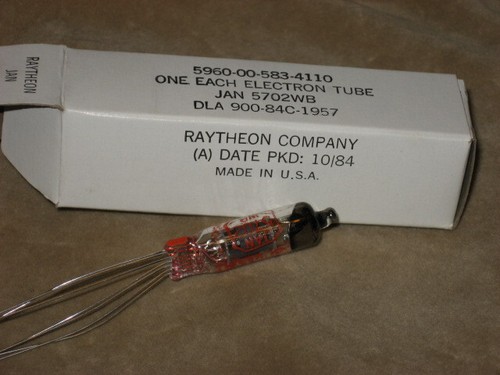 5960-00-583-4110
ONE EACH ELECTRON TUBE
JAN 5702WB
DLA 900-84C-1957
RAYTHEON COMPANY
(A) DATE PKD: 10/84
MADE IN U.S.A.
RAYTHEON
JAN